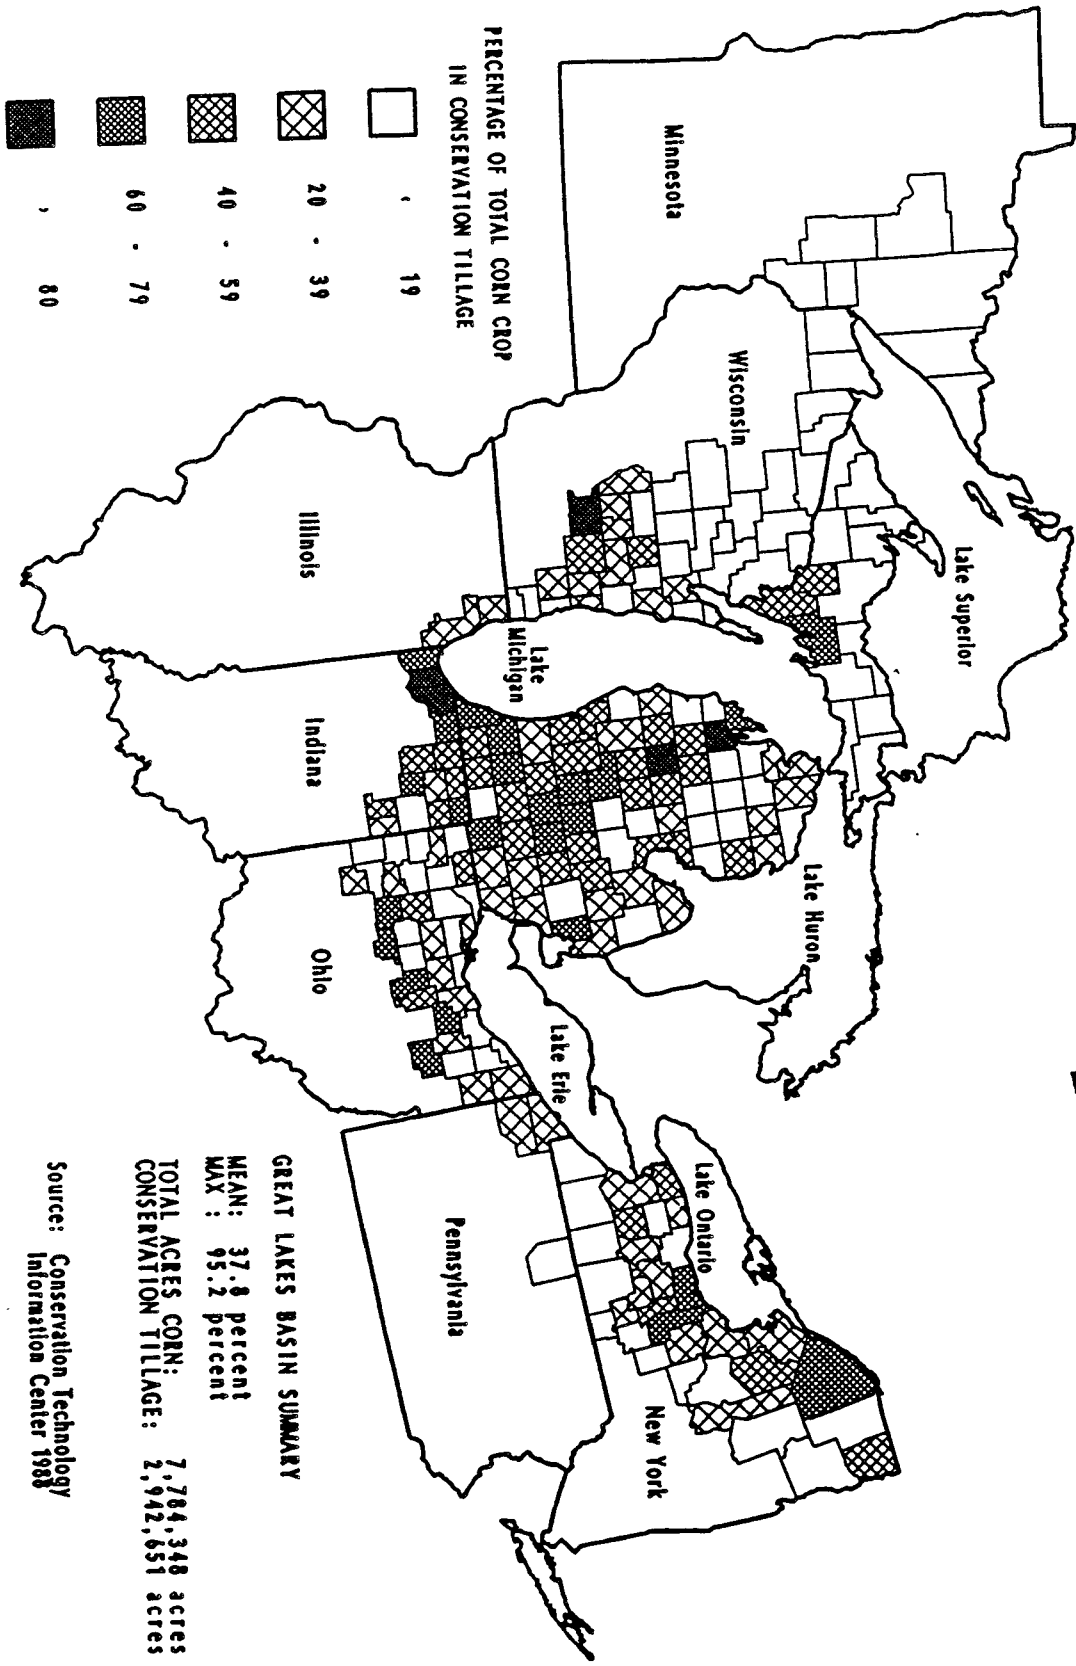 Minnesota
Wisconsin
Lake Superior
Illinois
Lake
Michigan
Indiana
Lake Huron
Ohio
Lake Erie
Lake Ontario
Pennsylvania
New York
PERCENTAGE OF TOTAL CORN CROP
IN CONSERVATION TILLAGE
‹ 19
20 - 39
40 - 59
60 - 79
› 80
GREAT LAKES BASIN SUMMARY
MEAN: 37.8 percent
MAX : 95.2 percent
TOTAL ACRES CORN: 7,784,348 acres
CONSERVATION TILLAGE: 2,942,651 acres
Source: Conservation Technology
Information Center 1988